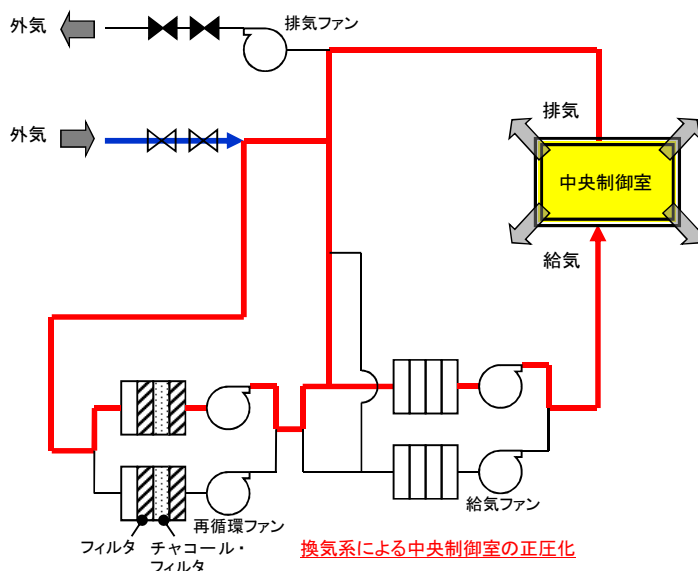 外気
排気ファン
外気
排気
中央制御室
給気
給気ファン
再循環ファン
フィルタ
チャコール・
フィルタ
換気系による中央制御室の正圧化